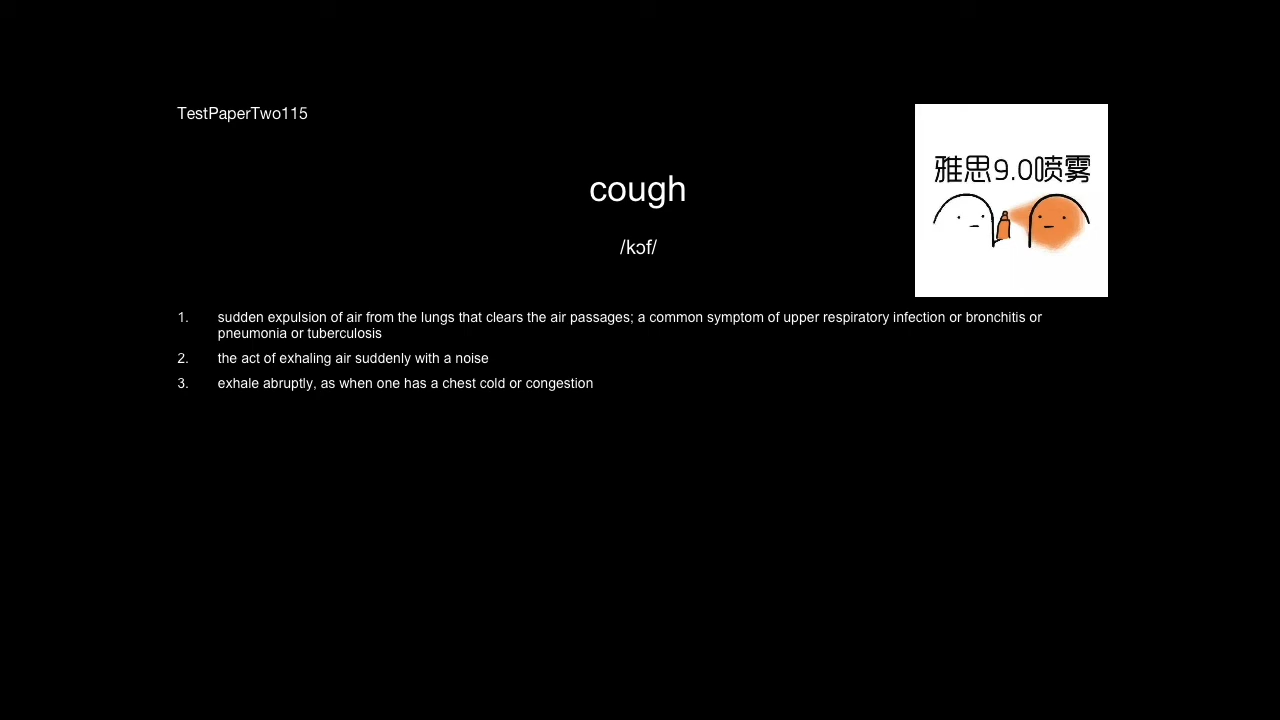 TestPaperTwo115
雅思9.0喷雾
cough
/kɔf/
1. sudden expulsion of air from the lungs that clears the air passages; a common symptom of upper respiratory infection or bronchitis or
pneumonia or tuberculosis
2. the act of exhaling air suddenly with a noise
3. exhale abruptly, as when one has a chest cold or congestion